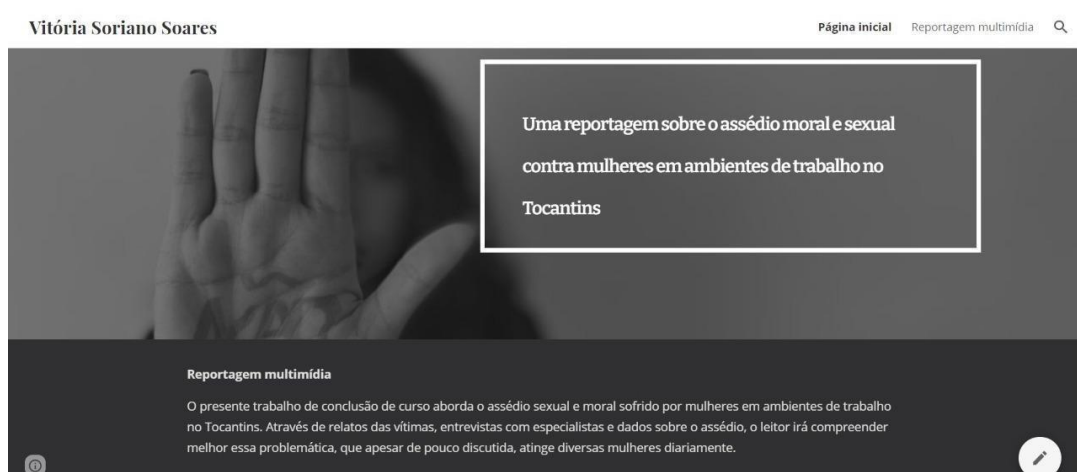 Vitória Soriano Soares
Página inicial
Reportagem multimídia
Uma reportagem sobre o assédio moral e sexual
contra mulheres em ambientes de trabalho no
Tocantins
Reportagem multimídia
O presente trabalho de conclusão de curso aborda o assédio sexual e moral sofrido por mulheres em ambientes de trabalho
no Tocantins. Através de relatos das vítimas, entrevistas com especialistas e dados sobre o assédio, o leitor irá compreender
melhor essa problemática, que apesar de pouco discutida, atinge diversas mulheres diariamente.